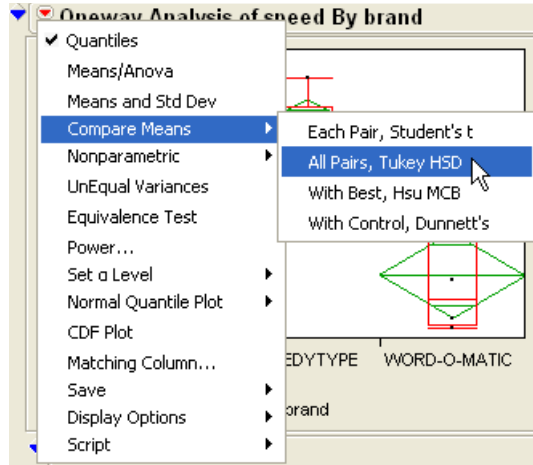 Oneway Analysis of speed By brand
Quantiles
Means/Anova
Means and Std Dev
Compare Means
Nonparametric
UnEqual Variances
Equivalence Test
Power...
Set α Level
Normal Quantile Plot
CDF Plot
Matching Column...
Save
Display Options
Script
Each Pair, Student's t
All Pairs, Tukey HSD
With Best, Hsu MCB
With Control, Dunnett's
EDYTYPE WORD-O-MATIC
brand